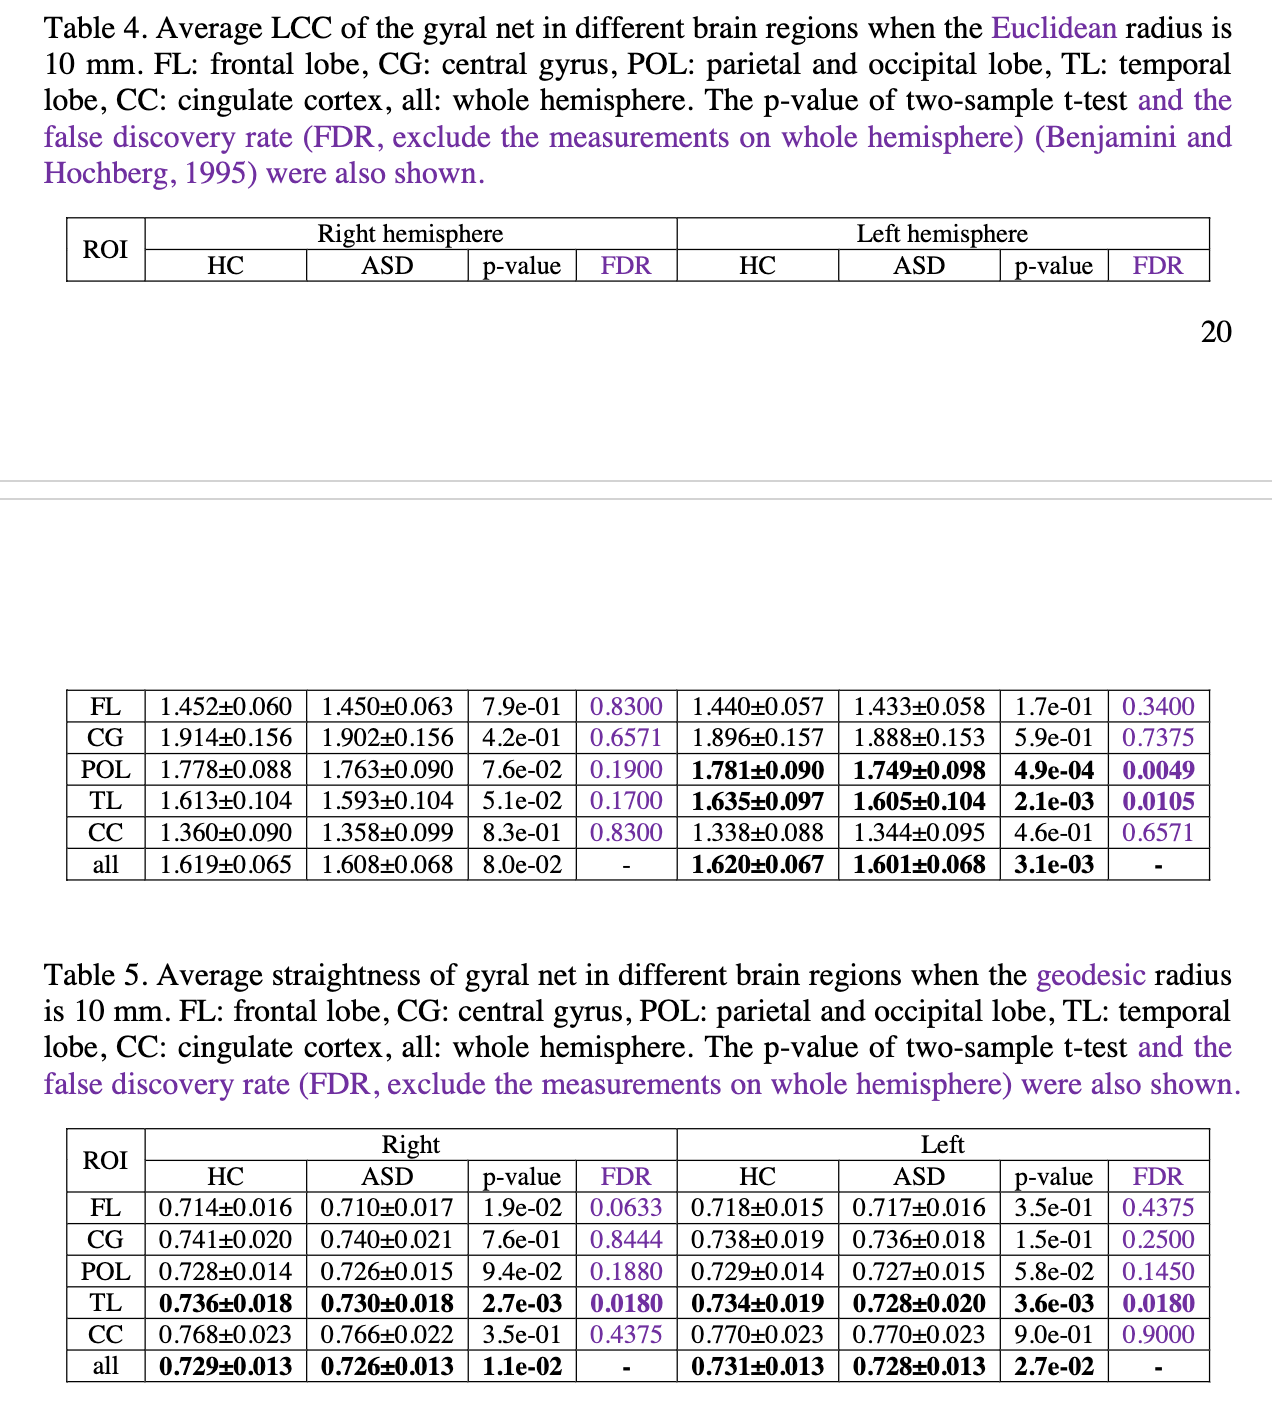 Table 4. Average LCC of the gyral net in different brain regions when the Euclidean radius is
10 mm. FL: frontal lobe, CG: central gyrus, POL: parietal and occipital lobe, TL: temporal
lobe, CC: cingulate cortex, all: whole hemisphere. The p-value of two-sample t-test and the
false discovery rate (FDR, exclude the measurements on whole hemisphere) (Benjamini and
Hochberg, 1995) were also shown.
ROI Right hemisphere Left hemisphere
HC ASD p-value FDR HC ASD p-value FDR
20
FL 1.452±0.060 1.450±0.063 7.9e-01 0.8300 1.440±0.057 1.433±0.058 1.7e-01 0.3400
CG 1.914±0.156 1.902±0.156 4.2e-01 0.6571 1.896±0.157 1.888±0.153 5.9e-01 0.7375
POL 1.778±0.088 1.763±0.090 7.6e-02 0.1900 1.781±0.090 1.749±0.098 4.9e-04 0.0049
TL 1.613±0.104 1.593±0.104 5.1e-02 0.1700 1.635±0.097 1.605±0.104 2.1e-03 0.0105
CC 1.360±0.090 1.358±0.099 8.3e-01 0.8300 1.338±0.088 1.344±0.095 4.6e-01 0.6571
all 1.619±0.065 1.608±0.068 8.0e-02 - 1.620±0.067 1.601±0.068 3.1e-03 -
Table 5. Average straightness of gyral net in different brain regions when the geodesic radius
is 10 mm. FL: frontal lobe, CG: central gyrus, POL: parietal and occipital lobe, TL: temporal
lobe, CC: cingulate cortex, all: whole hemisphere. The p-value of two-sample t-test and the
false discovery rate (FDR, exclude the measurements on whole hemisphere) were also shown.
ROI Right Left
HC ASD p-value FDR HC ASD p-value FDR
FL 0.714±0.016 0.710±0.017 1.9e-02 0.0633 0.718±0.015 0.717±0.016 3.5e-01 0.4375
CG 0.741±0.020 0.740±0.021 7.6e-01 0.8444 0.738±0.019 0.736±0.018 1.5e-01 0.2500
POL 0.728±0.014 0.726±0.015 9.4e-02 0.1880 0.729±0.014 0.727±0.015 5.8e-02 0.1450
TL 0.736±0.018 0.730±0.018 2.7e-03 0.0180 0.734±0.019 0.728±0.020 3.6e-03 0.0180
CC 0.768±0.023 0.766±0.022 3.5e-01 0.4375 0.770±0.023 0.770±0.023 9.0e-01 0.9000
all 0.729±0.013 0.726±0.013 1.1e-02 - 0.731±0.013 0.728±0.013 2.7e-02 -